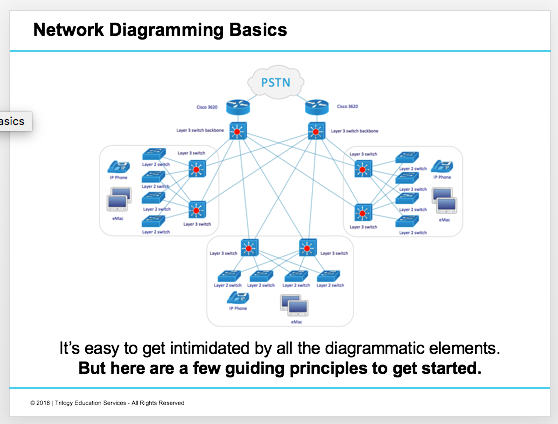 Network Diagramming Basics
PSTN
Cisco 3620
Cisco 3620
asics
Layer 3 switch backbone
Layer 3 switch backbone
Layer 3 switch
Layer 2 switch
IP Phone
Layer 2 switch
Layer 2 switch
eMac
Layer 3 switch
Layer 2 switch
Layer 3 switch
Layer 2 switch
IP Phone
Layer 2 switch
Layer 2 switch
eMac
Layer 3 switch
Layer 2 switch
Layer 3 switch
Layer 3 switch
Layer 2 switch
Layer 2 switch
Layer 2 switch
Layer 2 switch
IP Phone
eMac
It's easy to get intimidated by all the diagrammatic elements.
But here are a few guiding principles to get started.
© 2018 | Trilogy Education Services - All Rights Reserved